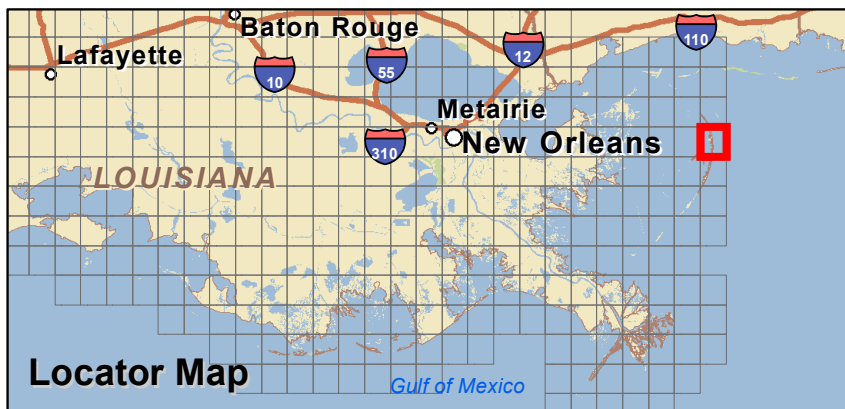 Baton Rouge
Lafayette
10
55
12
110
Metairie
New Orleans
310
LOUISIANA
Locator Map
Gulf of Mexico